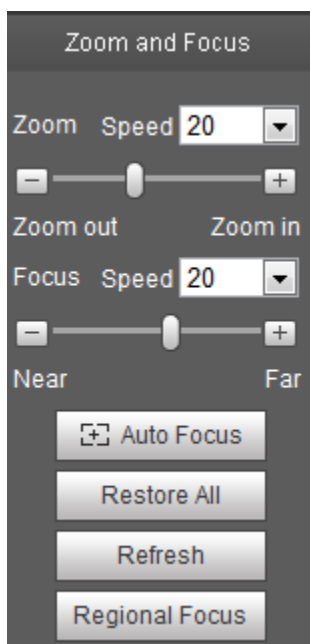 Zoom and Focus
Zoom Speed 20
Zoom out Zoom in
Focus Speed 20
Near Far
Auto Focus
Restore All
Refresh
Regional Focus